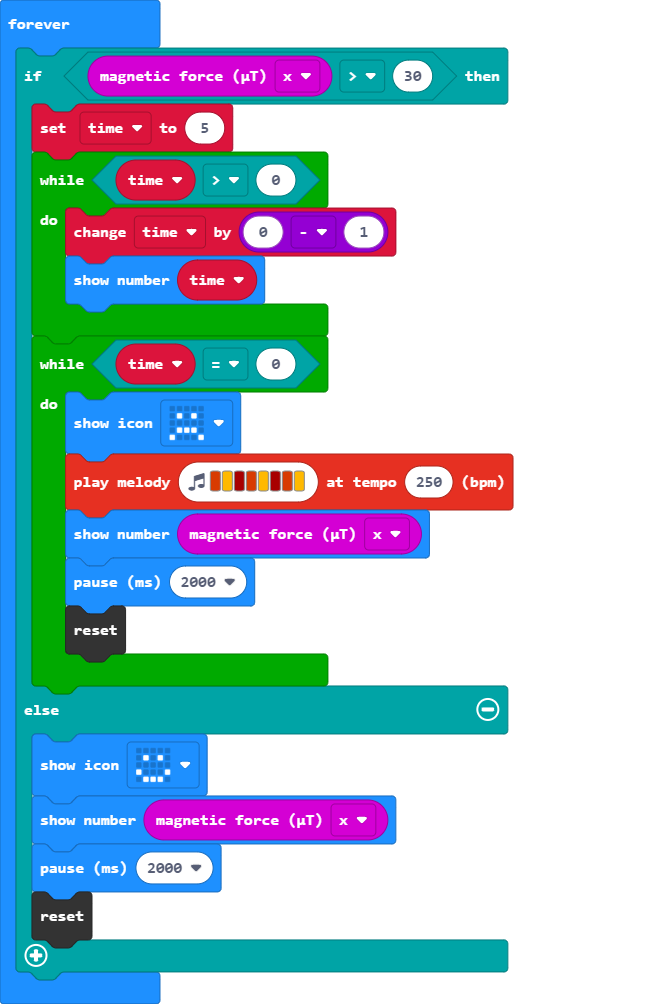 forever
if magnetic force (µT) x > 30 then
set time to 5
while time > 0
do
change time by 0 - 1
show number time
while time = 0
do
show icon
play melody at tempo 250 (bpm)
show number magnetic force (µT) x
pause (ms) 2000
reset
else
show icon
show number magnetic force (µT) x
pause (ms) 2000
reset